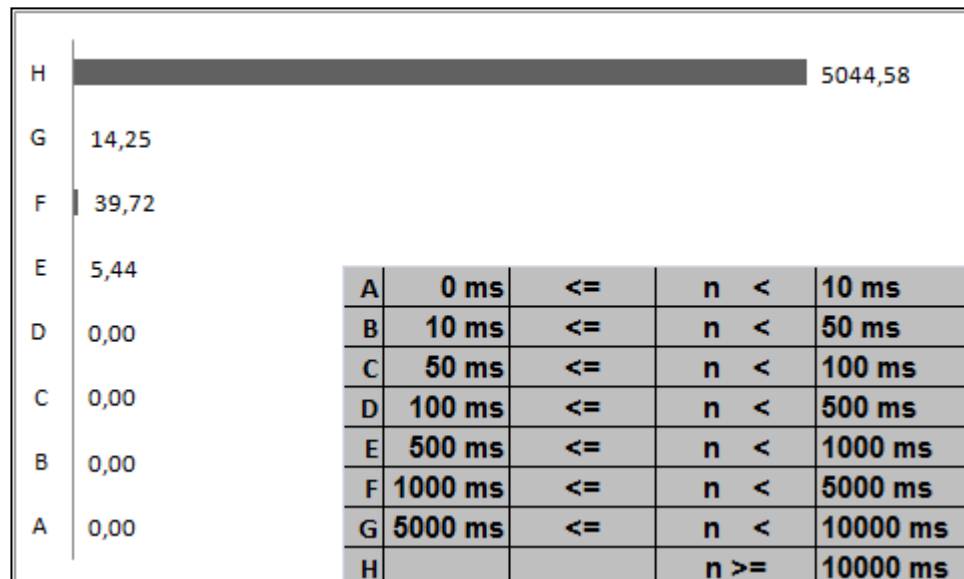 H 5044,58
G 14,25
F 39,72
E 5,44
D 0,00
C 0,00
B 0,00
A 0,00
A 0 ms <= n < 10 ms
B 10 ms <= n < 50 ms
C 50 ms <= n < 100 ms
D 100 ms <= n < 500 ms
E 500 ms <= n < 1000 ms
F 1000 ms <= n < 5000 ms
G 5000 ms <= n < 10000 ms
H n >= 10000 ms